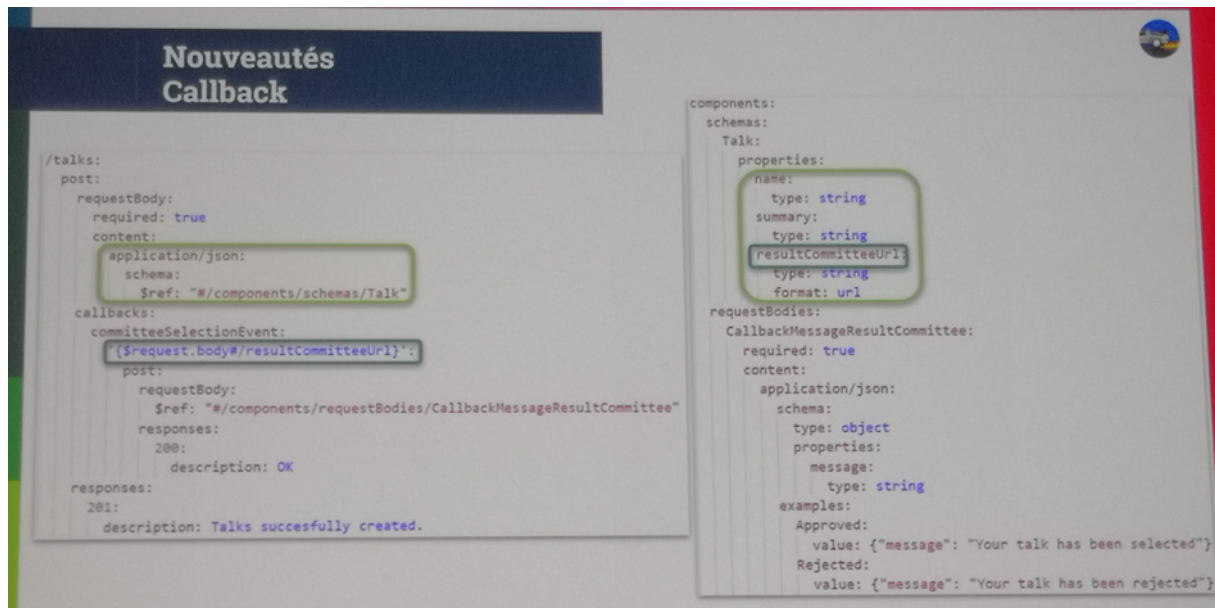 Nouveautés
Callback
/talks:
post:
requestBody:
required: true
content:
application/json:
schema:
$ref: "#/components/schemas/Talk"
callbacks:
committeeSelectionEvent:
'{$request.body#/resultCommitteeUrl}':
post:
requestBody:
$ref: "#/components/requestBodies/CallbackMessageResultCommittee"
responses:
200:
description: OK
responses:
201:
description: Talks succesfully created.
components:
schemas:
Talk:
properties:
name:
type: string
summary:
type: string
resultCommitteeUrl:
type: string
format: url
requestBodies:
CallbackMessageResultCommittee:
required: true
content:
application/json:
schema:
type: object
properties:
message:
type: string
examples:
Approved:
value: {"message": "Your talk has been selected"}
Rejected:
value: {"message": "Your talk has been rejected"}